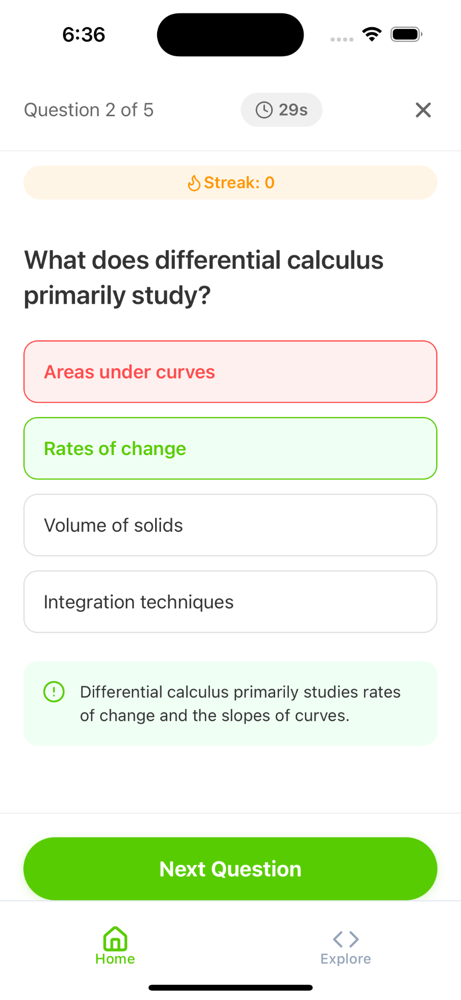 6:36
Question 2 of 5
29s
Streak: 0
What does differential calculus
primarily study?
Areas under curves
Rates of change
Volume of solids
Integration techniques
Differential calculus primarily studies rates
of change and the slopes of curves.
Next Question
Home
Explore